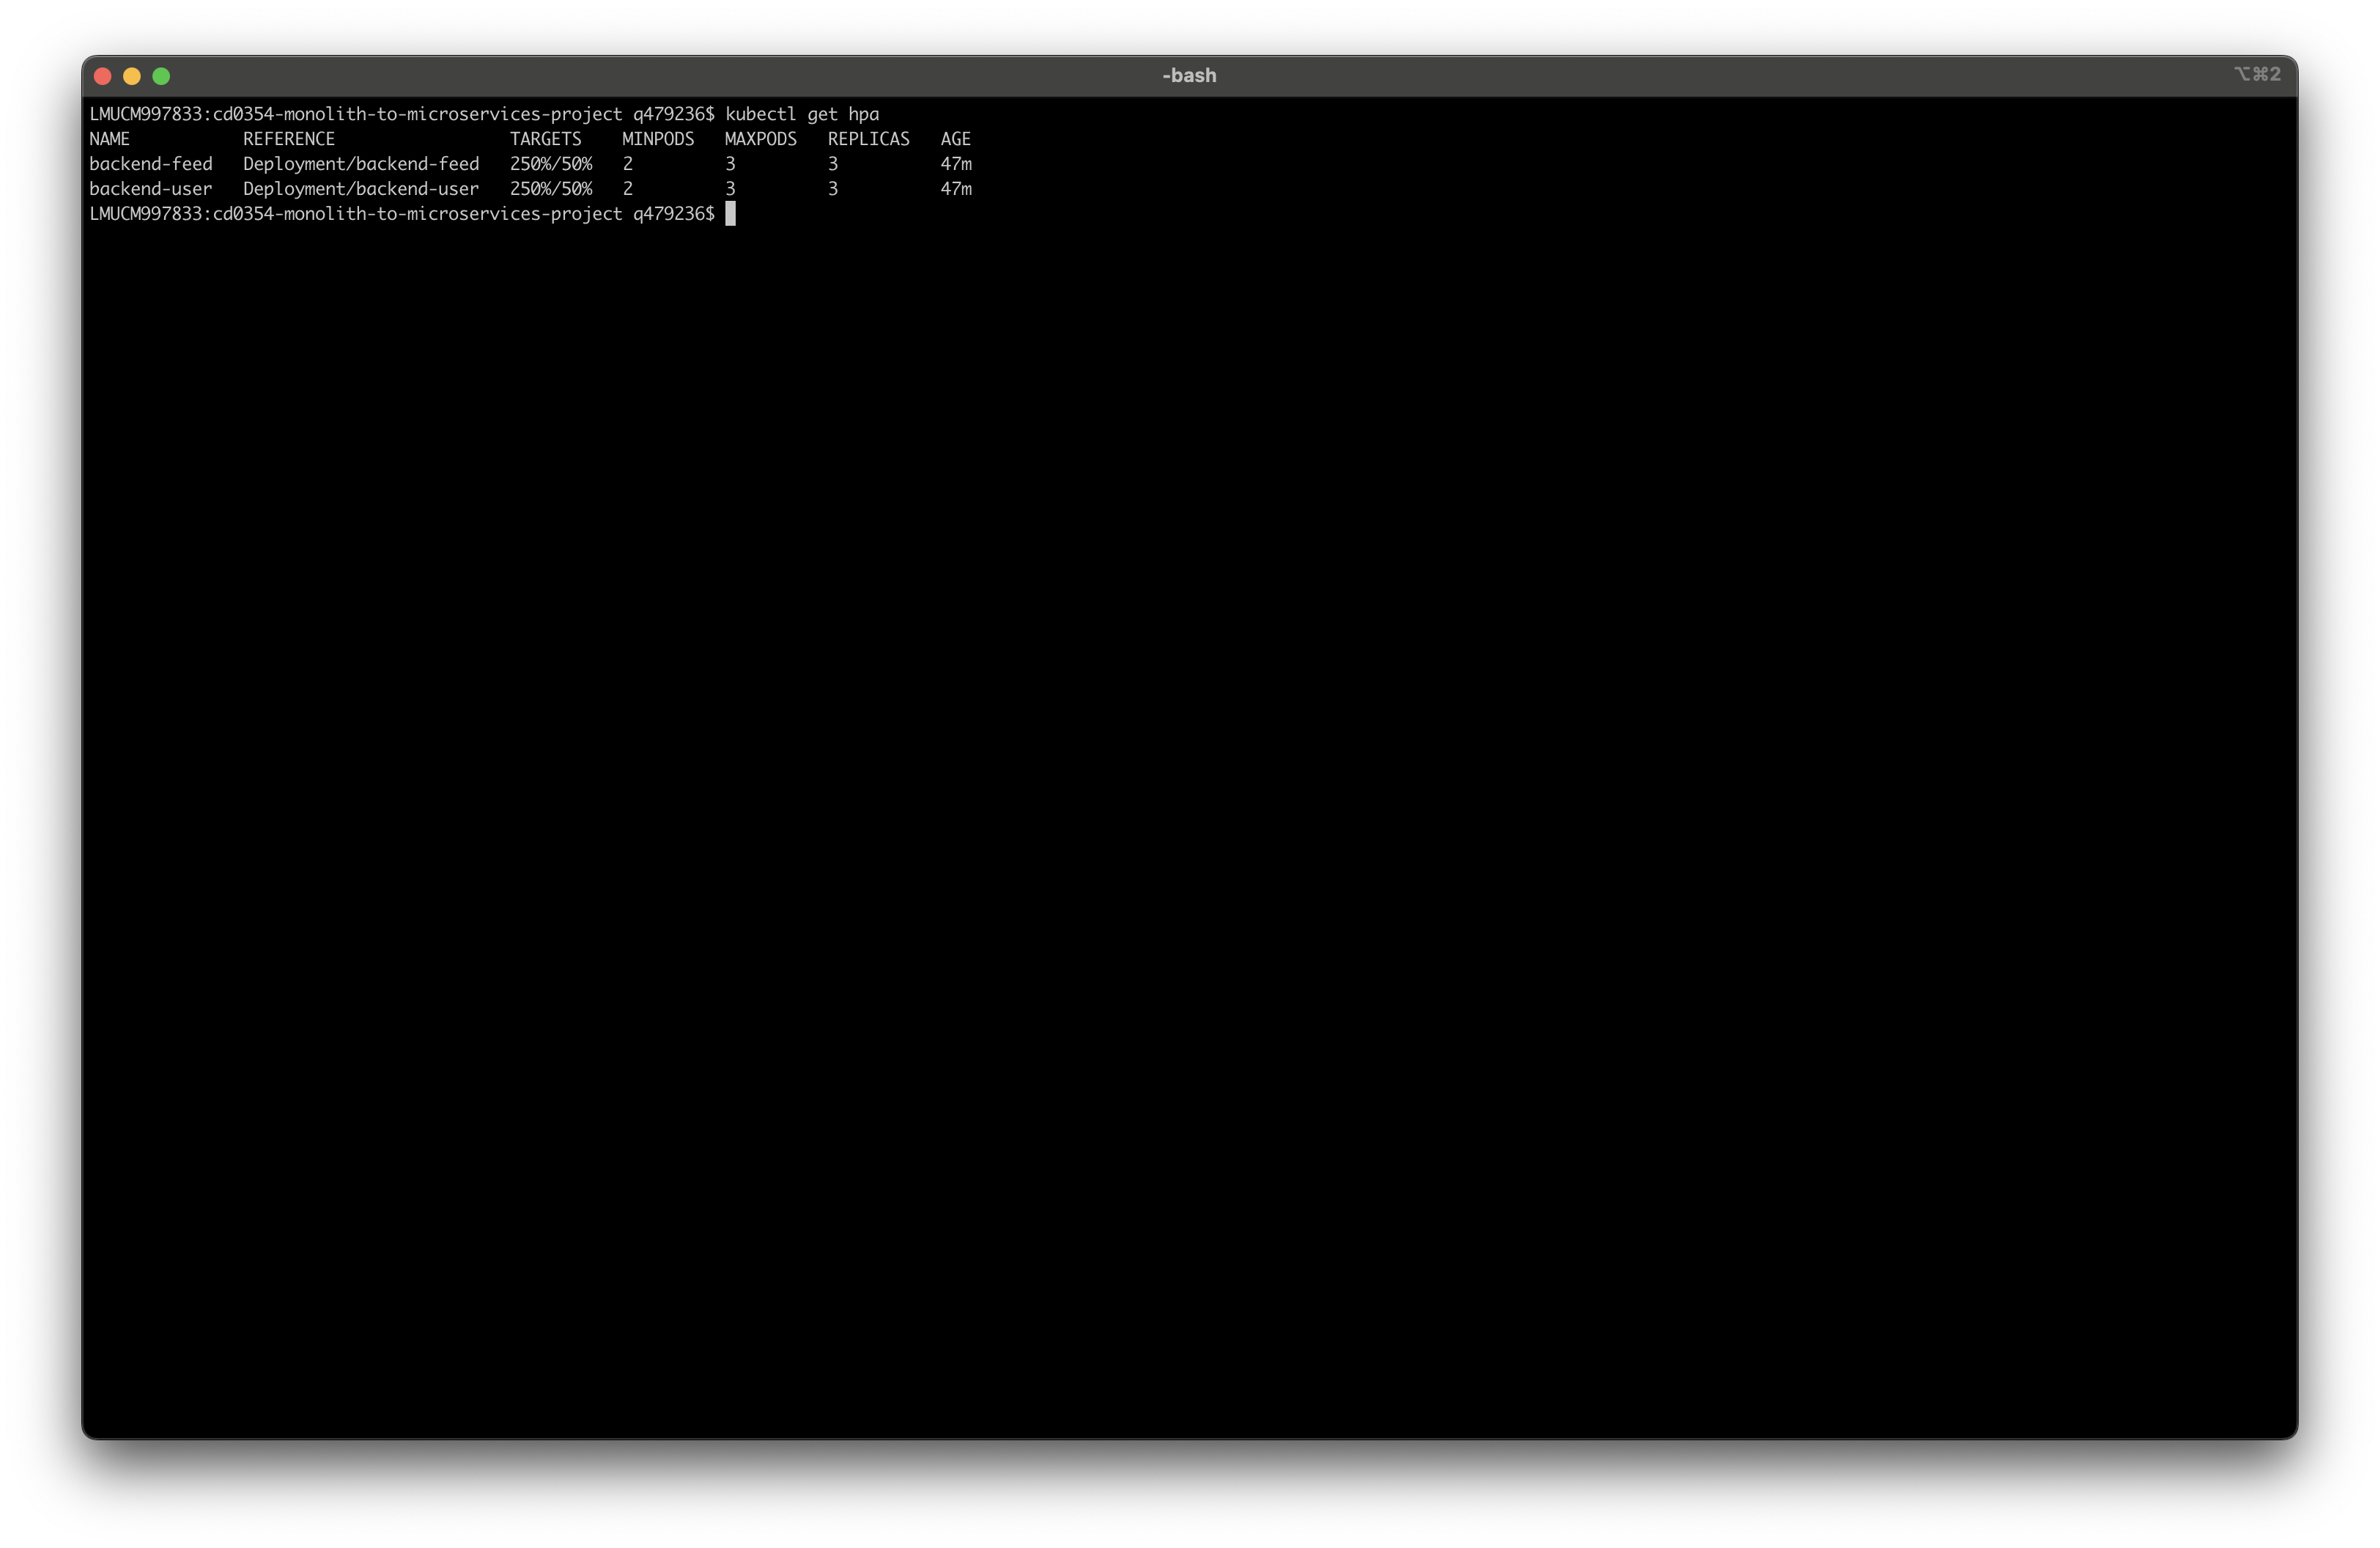 -bash
⌥⌘2
LMUCM997833:cd0354-monolith-to-microservices-project q479236$ kubectl get hpa
NAME           REFERENCE                 TARGETS    MINPODS   MAXPODS   REPLICAS   AGE
backend-feed   Deployment/backend-feed   250%/50%   2         3         3          47m
backend-user   Deployment/backend-user   250%/50%   2         3         3          47m
LMUCM997833:cd0354-monolith-to-microservices-project q479236$